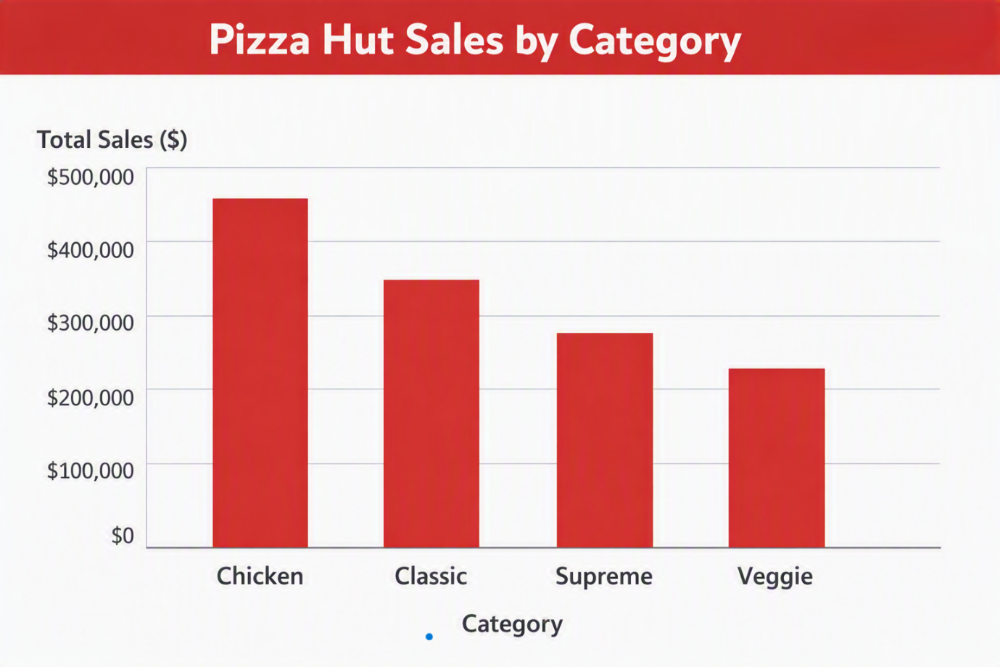 Pizza Hut Sales by Category
Total Sales ($)
$500,000
$400,000
$300,000
$200,000
$100,000
$0
Chicken Classic Supreme Veggie
Category